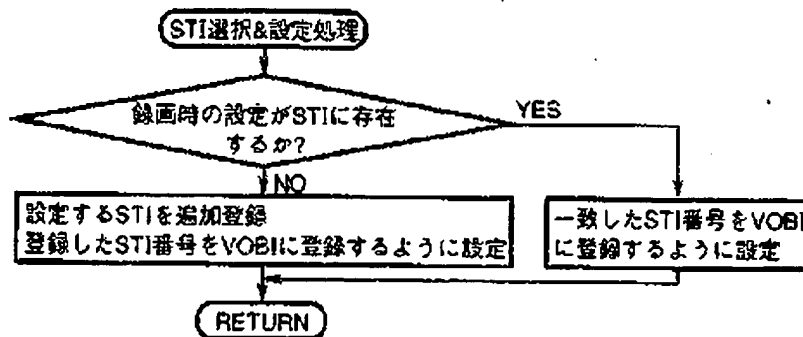 STI選択&設定処理
録画時の設定がSTIに存在
するか?
YES
NO
設定するSTIを追加登録
登録したSTI番号をVOBIに登録するように設定
一致したSTI番号をVOBI
に登録するように設定
RETURN